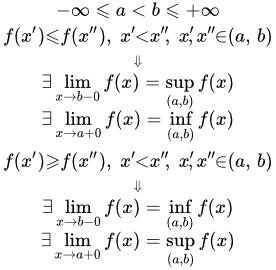 −∞ ⩽ a < b ⩽ +∞
f(x′)⩽f(x″), x′<x″, x′,x″∈(a, b)
⇓
∃ lim_{x→b−0} f(x) = sup_{(a,b)} f(x)
∃ lim_{x→a+0} f(x) = inf_{(a,b)} f(x)
f(x′)⩾f(x″), x′<x″, x′,x″∈(a, b)
⇓
∃ lim_{x→b−0} f(x) = inf_{(a,b)} f(x)
∃ lim_{x→a+0} f(x) = sup_{(a,b)} f(x)